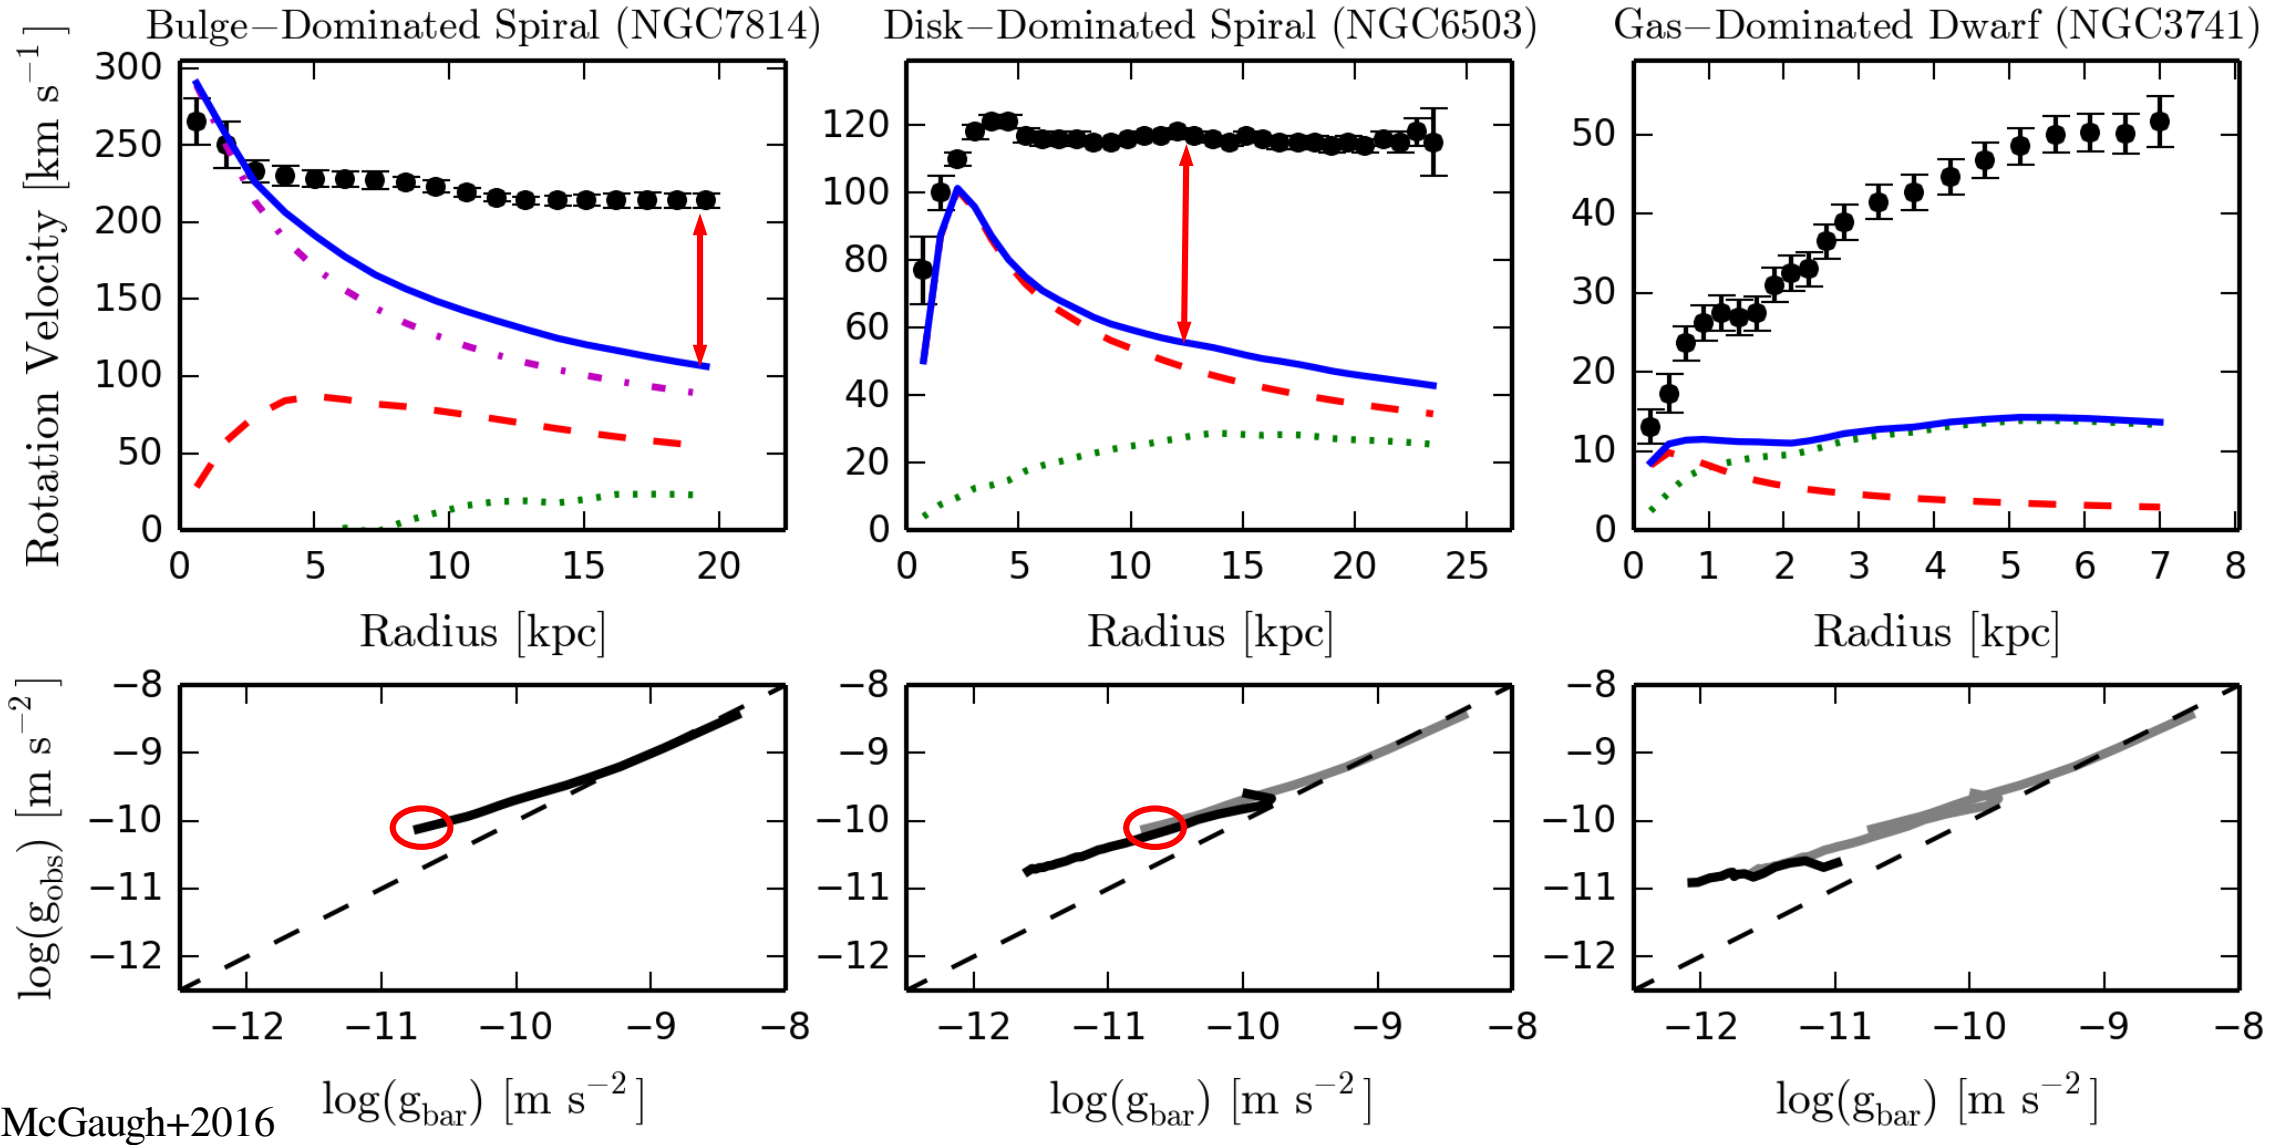 Bulge−Dominated Spiral (NGC7814)
Disk−Dominated Spiral (NGC6503)
Gas−Dominated Dwarf (NGC3741)
Rotation Velocity [km s⁻¹]
300
250
200
150
100
50
0
0 5 10 15 20
Radius [kpc]
120
100
80
60
40
20
0
0 5 10 15 20 25
Radius [kpc]
50
40
30
20
10
0
0 1 2 3 4 5 6 7 8
Radius [kpc]
log(g_obs) [m s⁻²]
−8
−9
−10
−11
−12
−12 −11 −10 −9 −8
log(g_bar) [m s⁻²]
−8
−9
−10
−11
−12
−12 −11 −10 −9 −8
log(g_bar) [m s⁻²]
−8
−9
−10
−11
−12
−12 −11 −10 −9 −8
log(g_bar) [m s⁻²]
McGaugh+2016